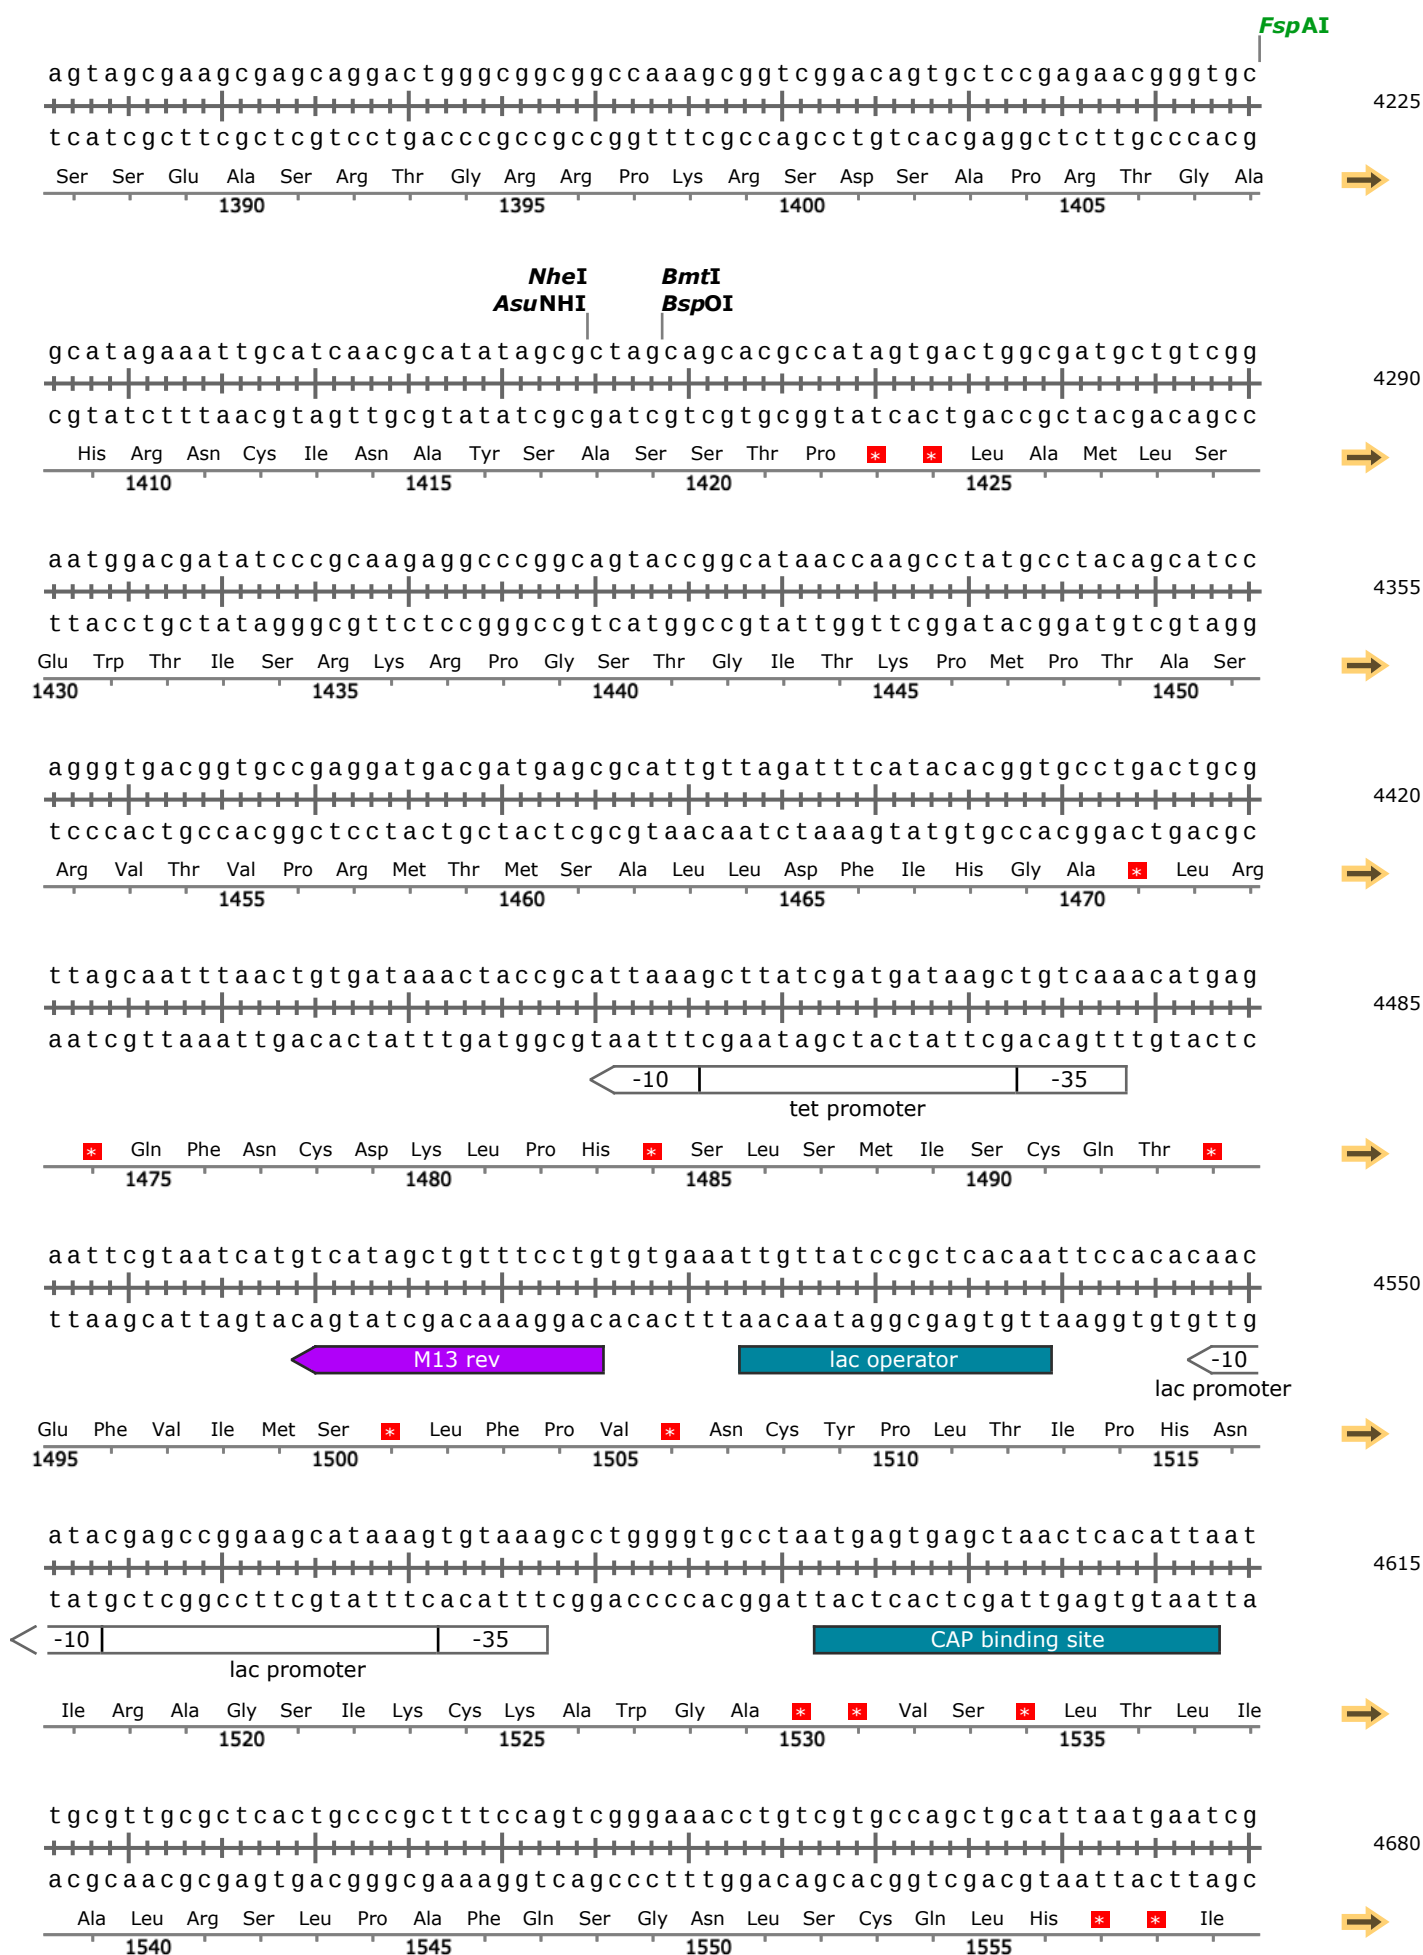 FspAI
agtagcgaagcgagcaggactgggcggcggccaaagcggtcggacagtgctccgagaacgggtgc
4225
tcatcgcttcgctcgtcctgacccgccgccggtttcgccagcctgtcacgaggctcttgcccacg
Ser Ser Glu Ala Ser Arg Thr Gly Arg Arg Pro Lys Arg Ser Asp Ser Ala Pro Arg Thr Gly Ala
1390 1395 1400 1405
NheI BmtI
AsuNHI BspOI
gcatagaaattgcatcaacgcatatagcgctagcagcacgccatagtgactggcgatgctgtcgg
4290
cgtatctttaacgtagttgcgtatatcgcgatcgtcgtgcggtatcactgaccgctacgacagcc
His Arg Asn Cys Ile Asn Ala Tyr Ser Ala Ser Ser Thr Pro * * Leu Ala Met Leu Ser
1410 1415 1420 1425
aatggacgatatcccgcaagaggcccggcagtaccggcataaccaagcctatgcctacagcatcc
4355
ttacctgctatagggcgttctccgggccgtcatggccgtattggttcggatacggatgtcgtagg
Glu Trp Thr Ile Ser Arg Lys Arg Pro Gly Ser Thr Gly Ile Thr Lys Pro Met Pro Thr Ala Ser
1430 1435 1440 1445 1450
agggtgacggtgccgaggatgacgatgagcgcattgttagatttcatacacggtgcctgactgcg
4420
tcccactgccacggctcctactgctactcgcgtaacaatctaaagtatgtgccacggactgacgc
Arg Val Thr Val Pro Arg Met Thr Met Ser Ala Leu Leu Asp Phe Ile His Gly Ala * Leu Arg
1455 1460 1465 1470
ttagcaatttaactgtgataaactaccgcattaaagcttatcgatgataagctgtcaaacatgag
4485
aatcgttaaattgacactatttgatggcgtaatttcgaatagctactattcgacagtttgtactc
-10 -35
tet promoter
* Gln Phe Asn Cys Asp Lys Leu Pro His * Ser Leu Ser Met Ile Ser Cys Gln Thr *
1475 1480 1485 1490
aattcgtaatcatgtcatagctgtttcctgtgtgaaattgttatccgctcacaattccacacaac
4550
ttaagcattagtacagtatcgacaaaggacacactttaacaataggcgagtgttaaggtgtgttg
M13 rev lac operator -10
lac promoter
Glu Phe Val Ile Met Ser * Leu Phe Pro Val * Asn Cys Tyr Pro Leu Thr Ile Pro His Asn
1495 1500 1505 1510 1515
atacgagccggaagcataaagtgtaaagcctggggtgcctaatgagtgagctaactcacattaat
4615
tatgctcggccttcgtatttcacatttcggaccccacggattactcactcgattgagtgtaatta
-10 -35 CAP binding site
lac promoter
Ile Arg Ala Gly Ser Ile Lys Cys Lys Ala Trp Gly Ala * * Val Ser * Leu Thr Leu Ile
1520 1525 1530 1535
tgcgttgcgctcactgcccgctttccagtcgggaaacctgtcgtgccagctgcattaatgaatcg
4680
acgcaacgcgagtgacgggcgaaaggtcagccctttggacagcacggtcgacgtaattacttagc
Ala Leu Arg Ser Leu Pro Ala Phe Gln Ser Gly Asn Leu Ser Cys Gln Leu His * * Ile
1540 1545 1550 1555